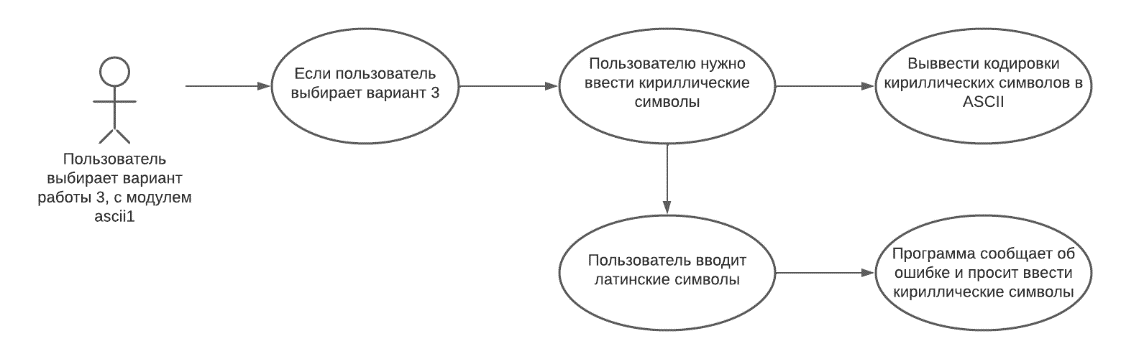 Пользователь
выбирает вариант
работы 3, с модулем
ascii1
Если пользователь
выбирает вариант 3
Пользователю нужно
ввести кириллические
символы
Выввести кодировки
кириллических символов в
ASCII
Пользователь вводит
латинские символы
Программа сообщает об
ошибке и просит ввести
кириллические символы